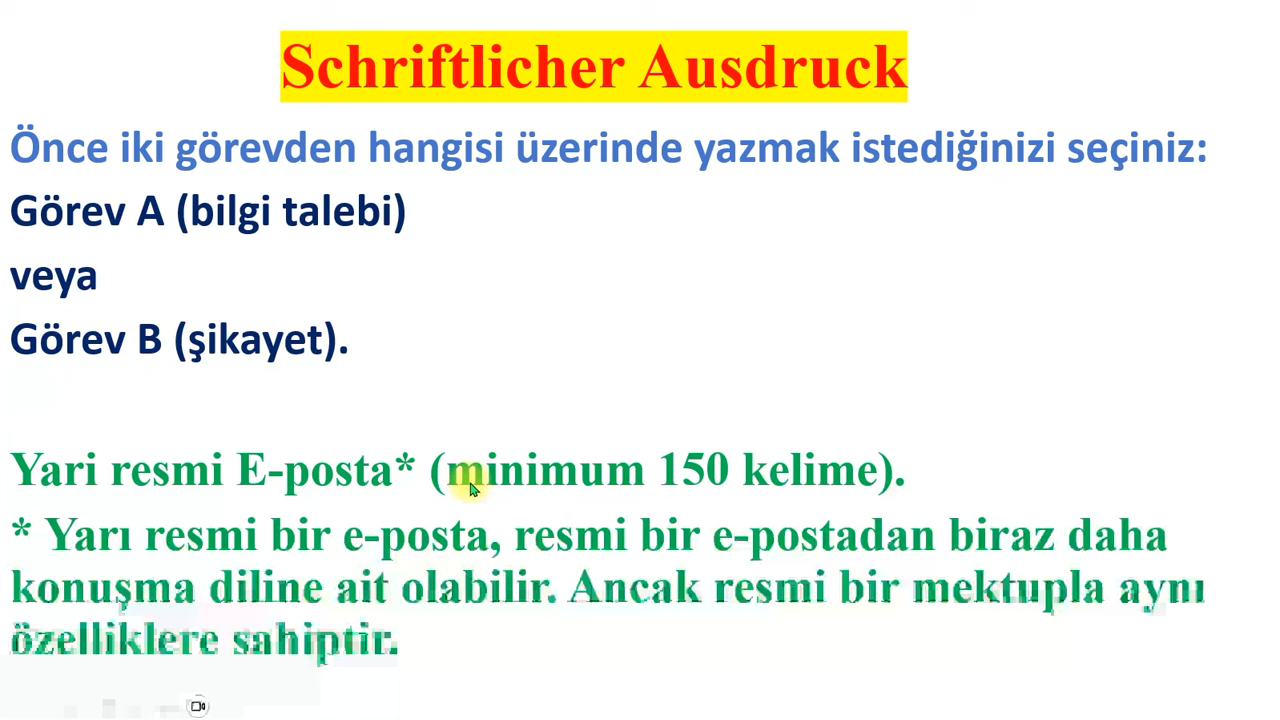 Schriftlicher Ausdruck
Önce iki görevden hangisi üzerinde yazmak istediğinizi seçiniz:
Görev A (bilgi talebi)
veya
Görev B (şikayet).
Yari resmi E-posta* (minimum 150 kelime).
* Yarı resmi bir e-posta, resmi bir e-postadan biraz daha
konuşma diline ait olabilir. Ancak resmi bir mektupla aynı
özelliklere sahiptir.